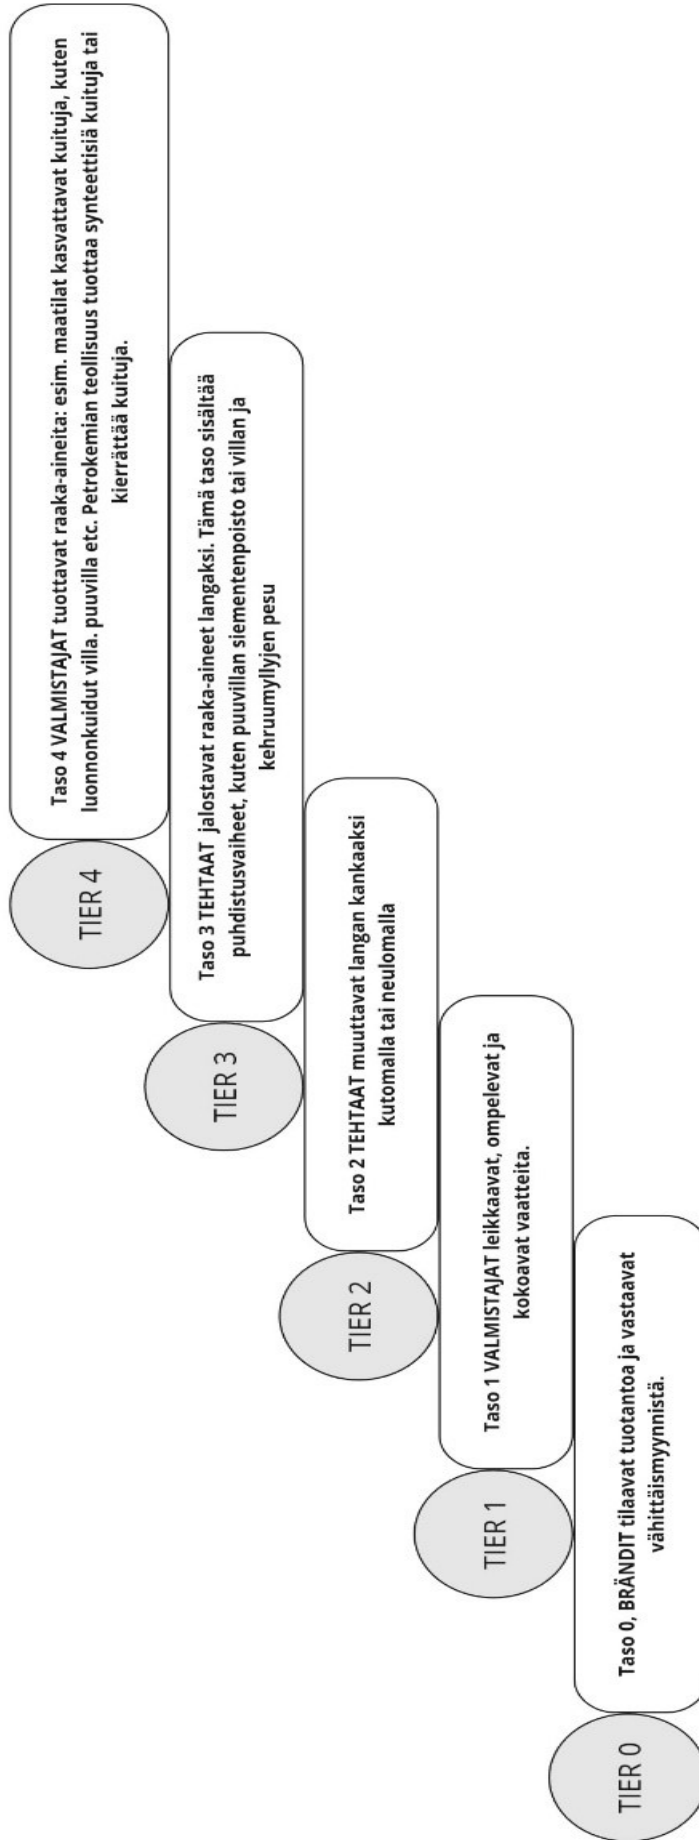 TIER 4
Taso 4 VALMISTAJAT tuottavat raaka-aineita: esim. maatilat kasvattavat kuituja, kuten
luonnonkuidut villa. puuvilla etc. Petrokemian teollisuus tuottaa synteettisiä kuituja tai
kierrättää kuituja.
TIER 3
Taso 3 TEHTAAT jalostavat raaka-aineet langaksi. Tämä taso sisältää
puhdistusvaiheet, kuten puuvillan siementenpoisto tai villan ja
kehruumyllyjen pesu
TIER 2
Taso 2 TEHTAAT muuttavat langan kankaaksi
kutomalla tai neulomalla
TIER 1
Taso 1 VALMISTAJAT leikkaavat, ompelevat ja
kokoavat vaatteita.
TIER 0
Taso 0, BRÄNDIT tilaavat tuotantoa ja vastaavat
vähittäismyynnistä.